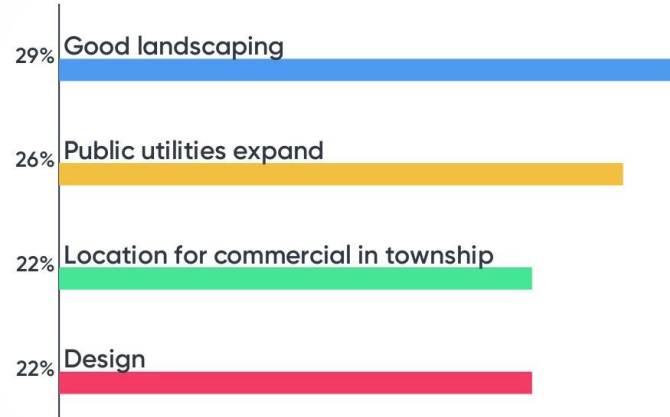 Good landscaping
29%
Public utilities expand
26%
Location for commercial in township
22%
Design
22%